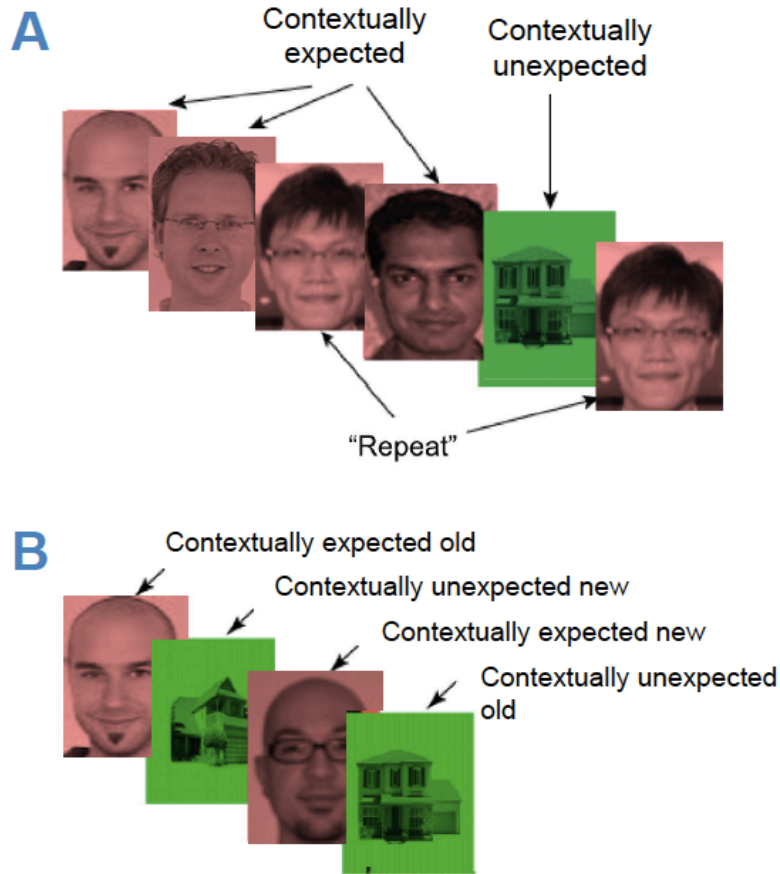 A
Contextually
expected
Contextually
unexpected
“Repeat”
B
Contextually expected old
Contextually unexpected new
Contextually expected new
Contextually unexpected
old